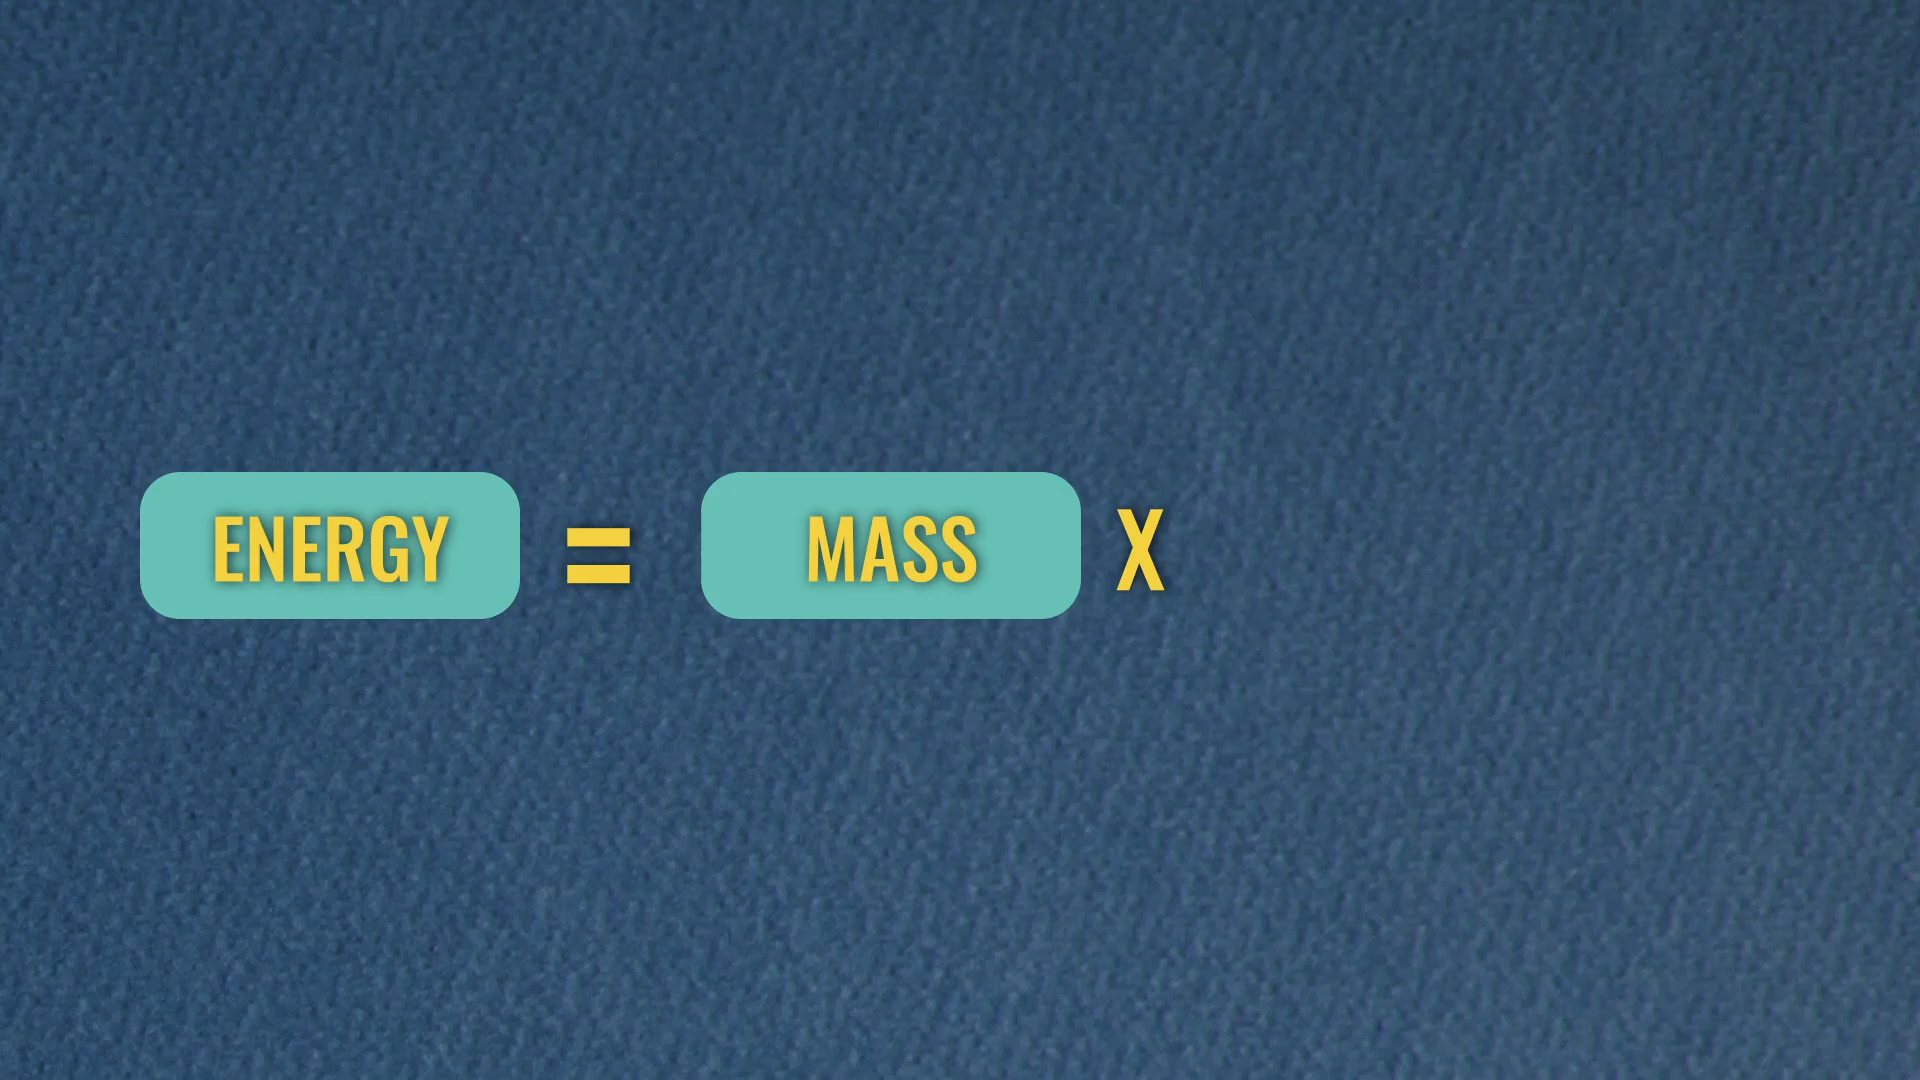 ENERGY = MASS X